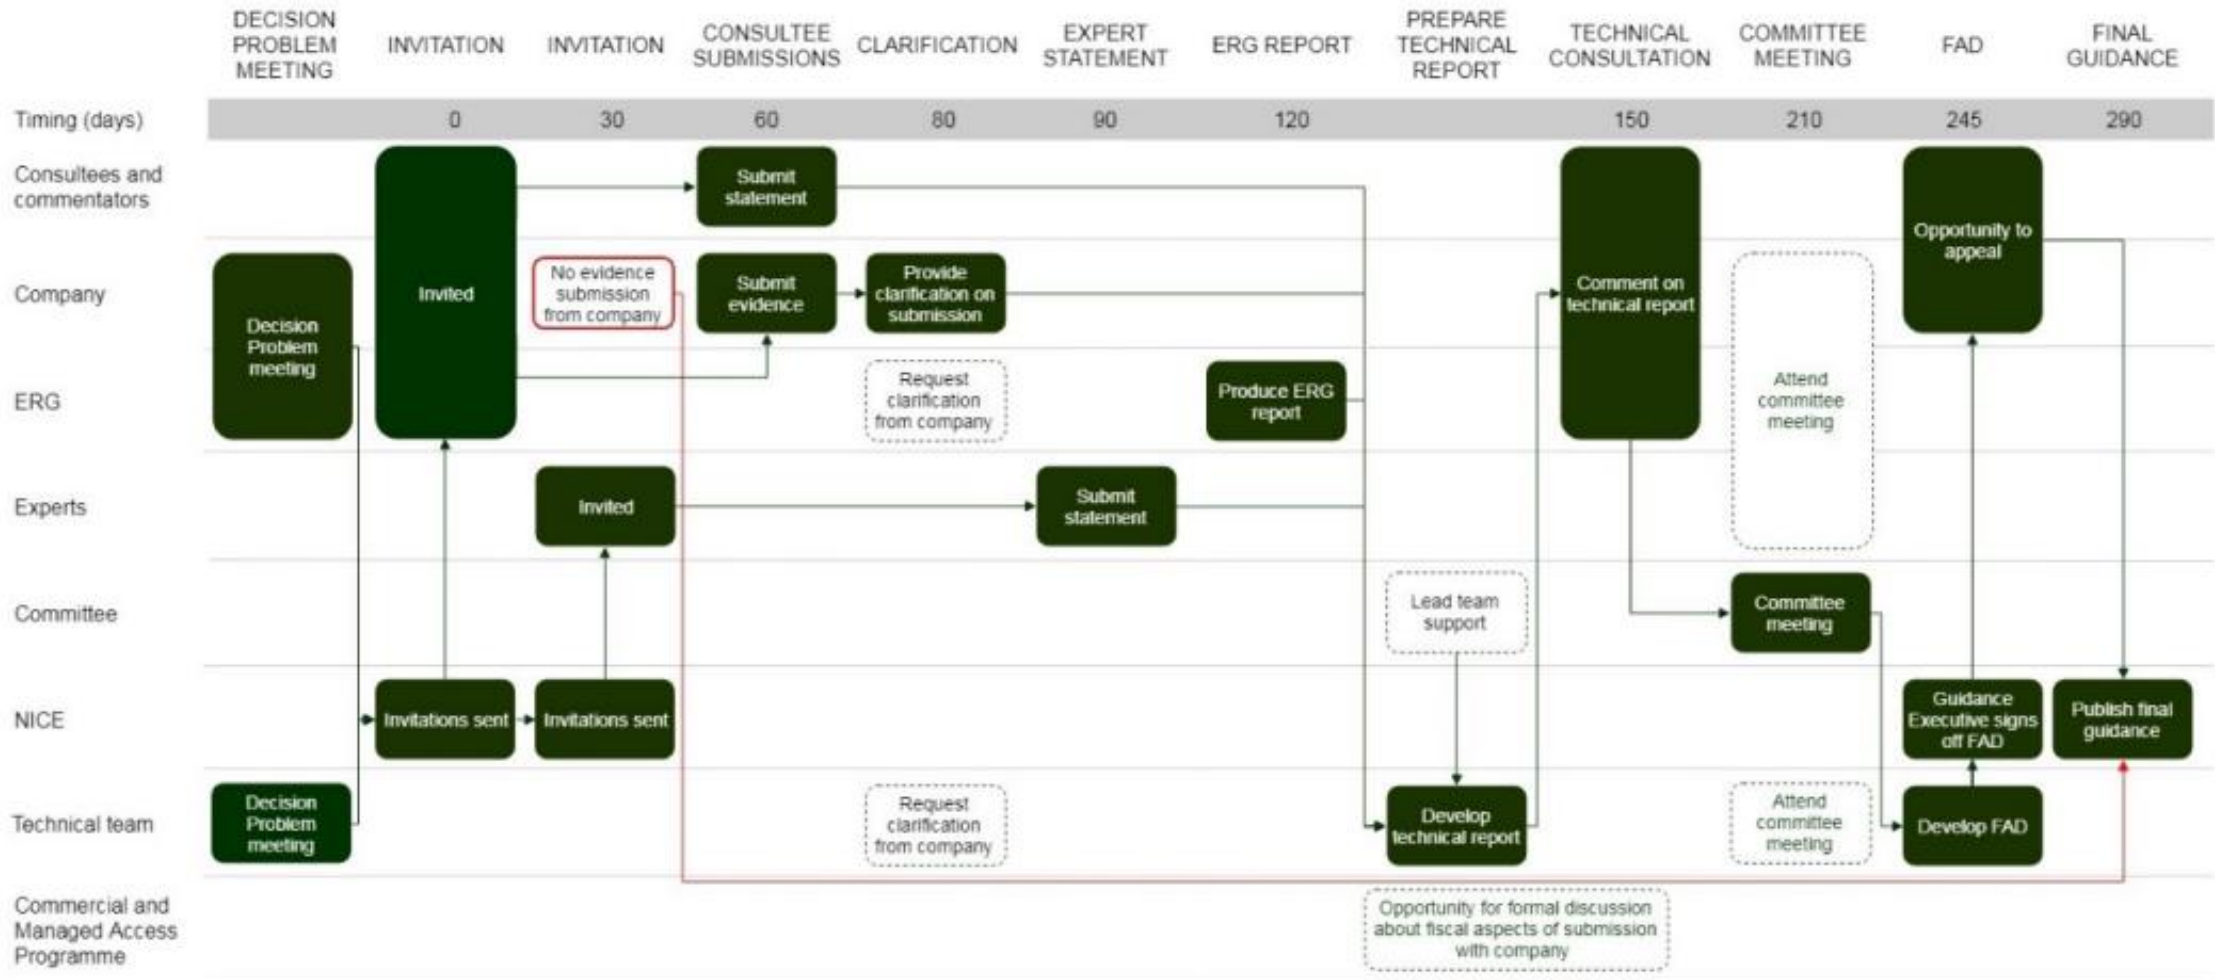 DECISION
PROBLEM
MEETING
INVITATION
INVITATION
CONSULTEE
SUBMISSIONS
CLARIFICATION
EXPERT
STATEMENT
ERG REPORT
PREPARE
TECHNICAL
REPORT
TECHNICAL
CONSULTATION
COMMITTEE
MEETING
FAD
FINAL
GUIDANCE
Timing (days)
0
30
60
80
90
120
150
210
245
290
Consultees and
commentators
Submit
statement
Company
Decision
Problem
meeting
Invited
No evidence
submission
from company
Submit
evidence
Provide
clarification on
submission
Comment on
technical report
Opportunity to
appeal
ERG
Request
clarification
from company
Produce ERG
report
Attend
committee
meeting
Experts
Invited
Submit
statement
Committee
Lead team
support
Committee
meeting
NICE
Invitations sent
Invitations sent
Guidance
Executive signs
off FAD
Publish final
guidance
Technical team
Decision
Problem
meeting
Request
clarification
from company
Develop
technical report
Attend
committee
meeting
Develop FAD
Commercial and
Managed Access
Programme
Opportunity for formal discussion
about fiscal aspects of submission
with company